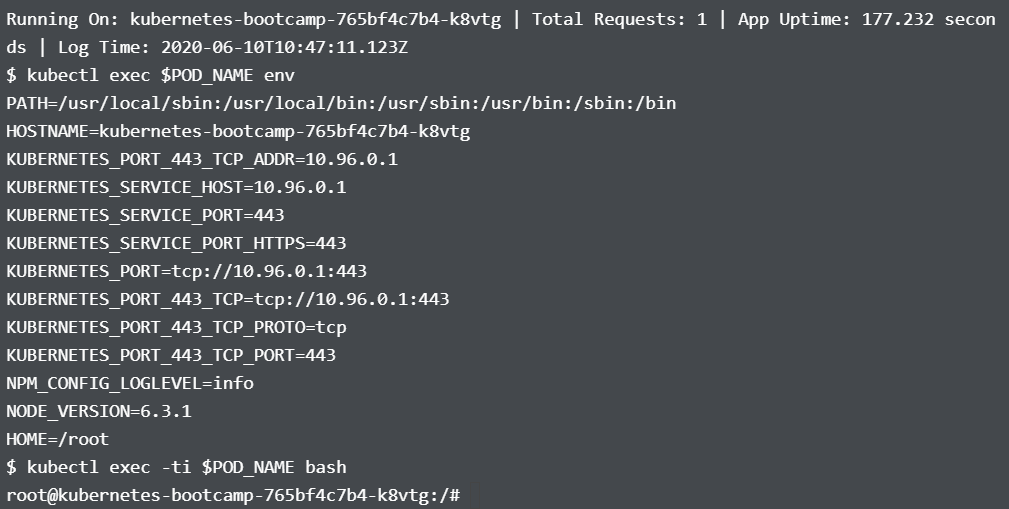 Running On: kubernetes-bootcamp-765bf4c7b4-k8vtg | Total Requests: 1 | App Uptime: 177.232 secon
ds | Log Time: 2020-06-10T10:47:11.123Z
$ kubectl exec $POD_NAME env
PATH=/usr/local/sbin:/usr/local/bin:/usr/sbin:/usr/bin:/sbin:/bin
HOSTNAME=kubernetes-bootcamp-765bf4c7b4-k8vtg
KUBERNETES_PORT_443_TCP_ADDR=10.96.0.1
KUBERNETES_SERVICE_HOST=10.96.0.1
KUBERNETES_SERVICE_PORT=443
KUBERNETES_SERVICE_PORT_HTTPS=443
KUBERNETES_PORT=tcp://10.96.0.1:443
KUBERNETES_PORT_443_TCP=tcp://10.96.0.1:443
KUBERNETES_PORT_443_TCP_PROTO=tcp
KUBERNETES_PORT_443_TCP_PORT=443
NPM_CONFIG_LOGLEVEL=info
NODE_VERSION=6.3.1
HOME=/root
$ kubectl exec -ti $POD_NAME bash
root@kubernetes-bootcamp-765bf4c7b4-k8vtg:/#